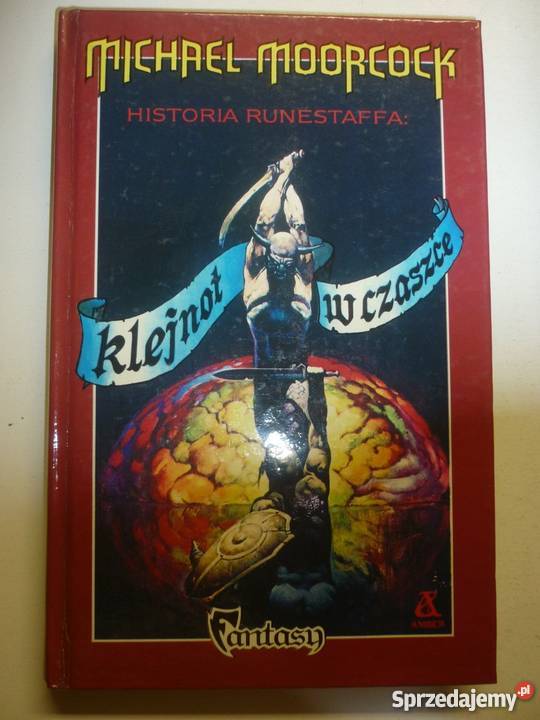 MICHAEL MOORCOCK
HISTORIA RUNESTAFFA:
klejnot w czaszce
Fantasy
AMBER
Sprzedajemy.pl